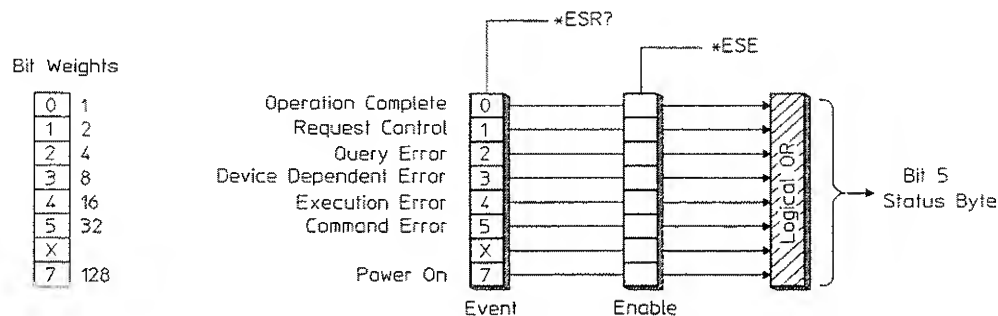 *ESR?
*ESE
Bit Weights
0 1
1 2
2 4
3 8
4 16
5 32
X
7 128
Operation Complete 0
Request Control 1
Query Error 2
Device Dependent Error 3
Execution Error 4
Command Error 5
X
Power On 7
Event
Enable
Logical OR
Bit 5
Status Byte